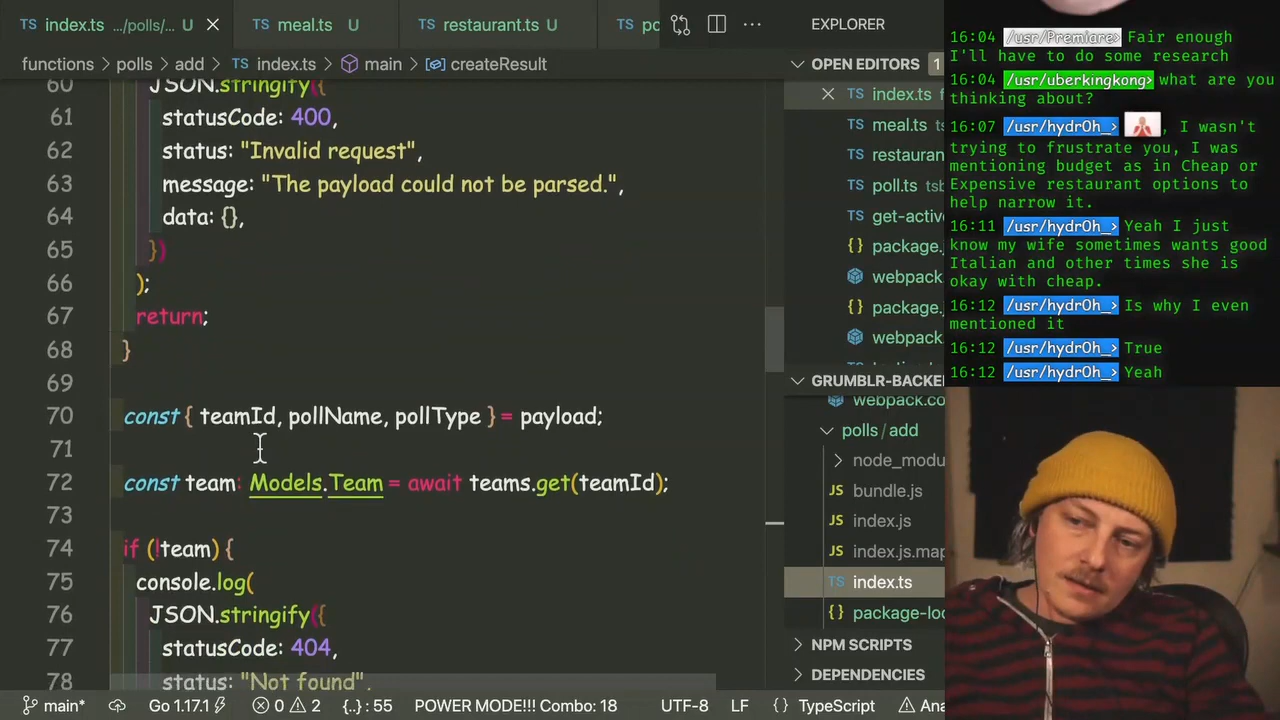 TS index.ts .../polls/...
TS meal.ts U
TS restaurant.ts U
po
EXPLORER
functions > polls > add > TS index.ts > main > createResult
60 JSON.stringify({
61 statusCode: 400,
62 status: "Invalid request",
63 message: "The payload could not be parsed.",
64 data: {},
65 })
66 );
67 return;
68 }
69
70 const { teamId, pollName, pollType } = payload;
71
72 const team: Models.Team = await teams.get(teamId);
73
74 if (!team) {
75 console.log(
76 JSON.stringify({
77 statusCode: 404,
78 status: "Not found",
OPEN EDITORS 1
TS index.ts f
TS meal.ts ts
TS restauran
TS poll.ts tsb
TS get-active
{} package.j
webpack.c
{} package.j
webpack.c
GRUMBLR-BACKE
webpack.co
polls/add
node_modu
JS bundle.js
JS index.js
JS index.js.map
TS index.ts
{} package-loc
NPM SCRIPTS
DEPENDENCIES
main* Go 1.17.1 0 2 {..}: 55 POWER MODE!!! Combo: 18 UTF-8 LF {} TypeScript Ana
16:04 /usr/Premiare> Fair enough
I'll have to do some research
16:04 /usr/uberkingkong> what are you
thinking about?
16:07 /usr/hydr0h_> , I wasn't
trying to frustrate you, I was
mentioning budget as in Cheap or
Expensive restaurant options to
help narrow it.
16:11 /usr/hydr0h_> Yeah I just
know my wife sometimes wants good
Italian and other times she is
okay with cheap.
16:12 /usr/hydr0h_> Is why I even
mentioned it
16:12 /usr/hydr0h_> True
16:12 /usr/hydr0h_> Yeah